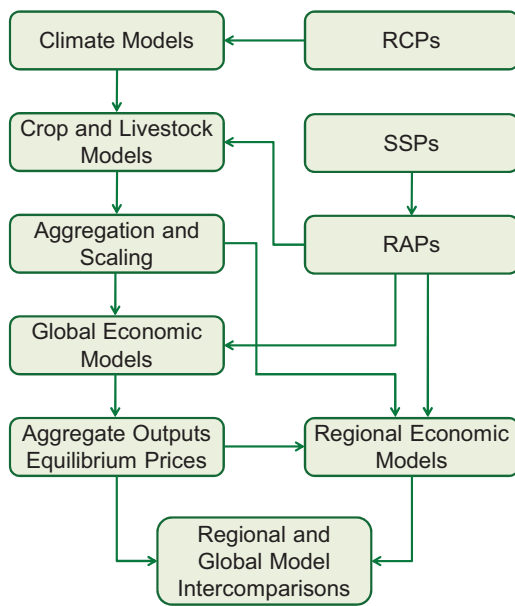 Climate Models
RCPs
Crop and Livestock
Models
SSPs
Aggregation and
Scaling
RAPs
Global Economic
Models
Aggregate Outputs
Equilibrium Prices
Regional Economic
Models
Regional and
Global Model
Intercomparisons